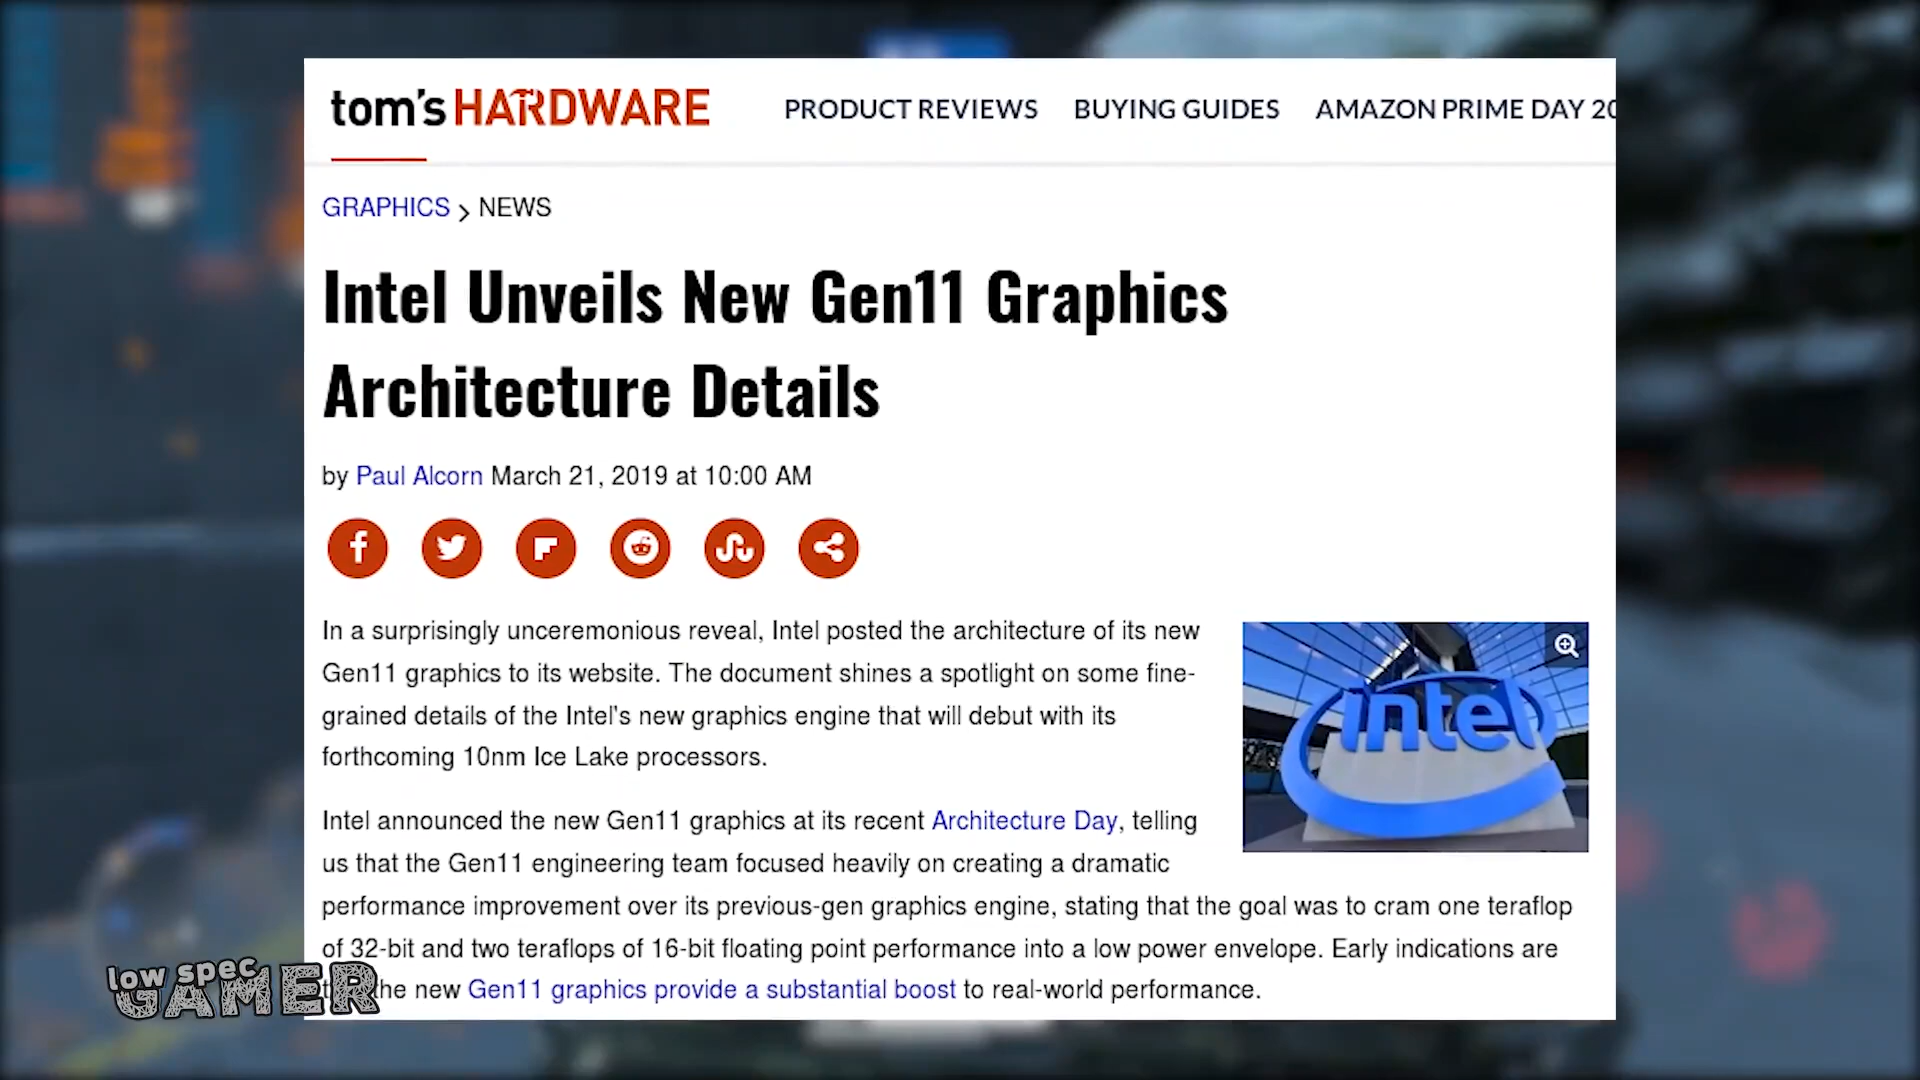 tom's HARDWARE
PRODUCT REVIEWS BUYING GUIDES AMAZON PRIME DAY 20
GRAPHICS > NEWS
Intel Unveils New Gen11 Graphics
Architecture Details
by Paul Alcorn March 21, 2019 at 10:00 AM
In a surprisingly unceremonious reveal, Intel posted the architecture of its new
Gen11 graphics to its website. The document shines a spotlight on some fine-
grained details of the Intel's new graphics engine that will debut with its
forthcoming 10nm Ice Lake processors.
intel
Intel announced the new Gen11 graphics at its recent Architecture Day, telling
us that the Gen11 engineering team focused heavily on creating a dramatic
performance improvement over its previous-gen graphics engine, stating that the goal was to cram one teraflop
of 32-bit and two teraflops of 16-bit floating point performance into a low power envelope. Early indications are
the new Gen11 graphics provide a substantial boost to real-world performance.
low spec
GAMER